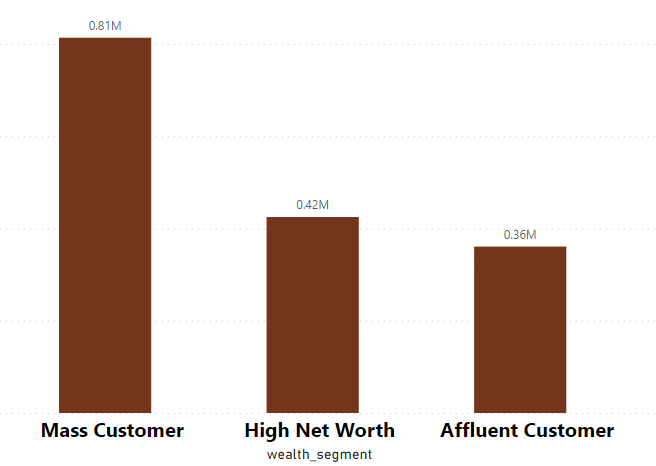 0.81M
0.42M
0.36M
Mass Customer
High Net Worth
Affluent Customer
wealth_segment